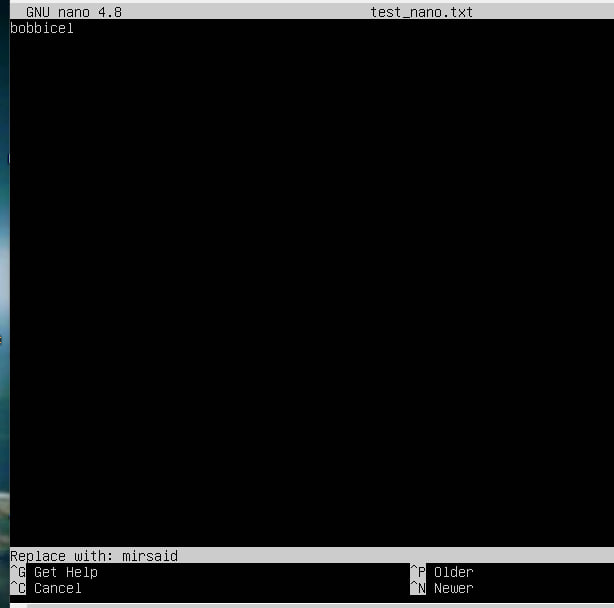 GNU nano 4.8 test_nano.txt
bobbicel
Replace with: mirsaid
^G Get Help ^P Older
^C Cancel ^N Newer